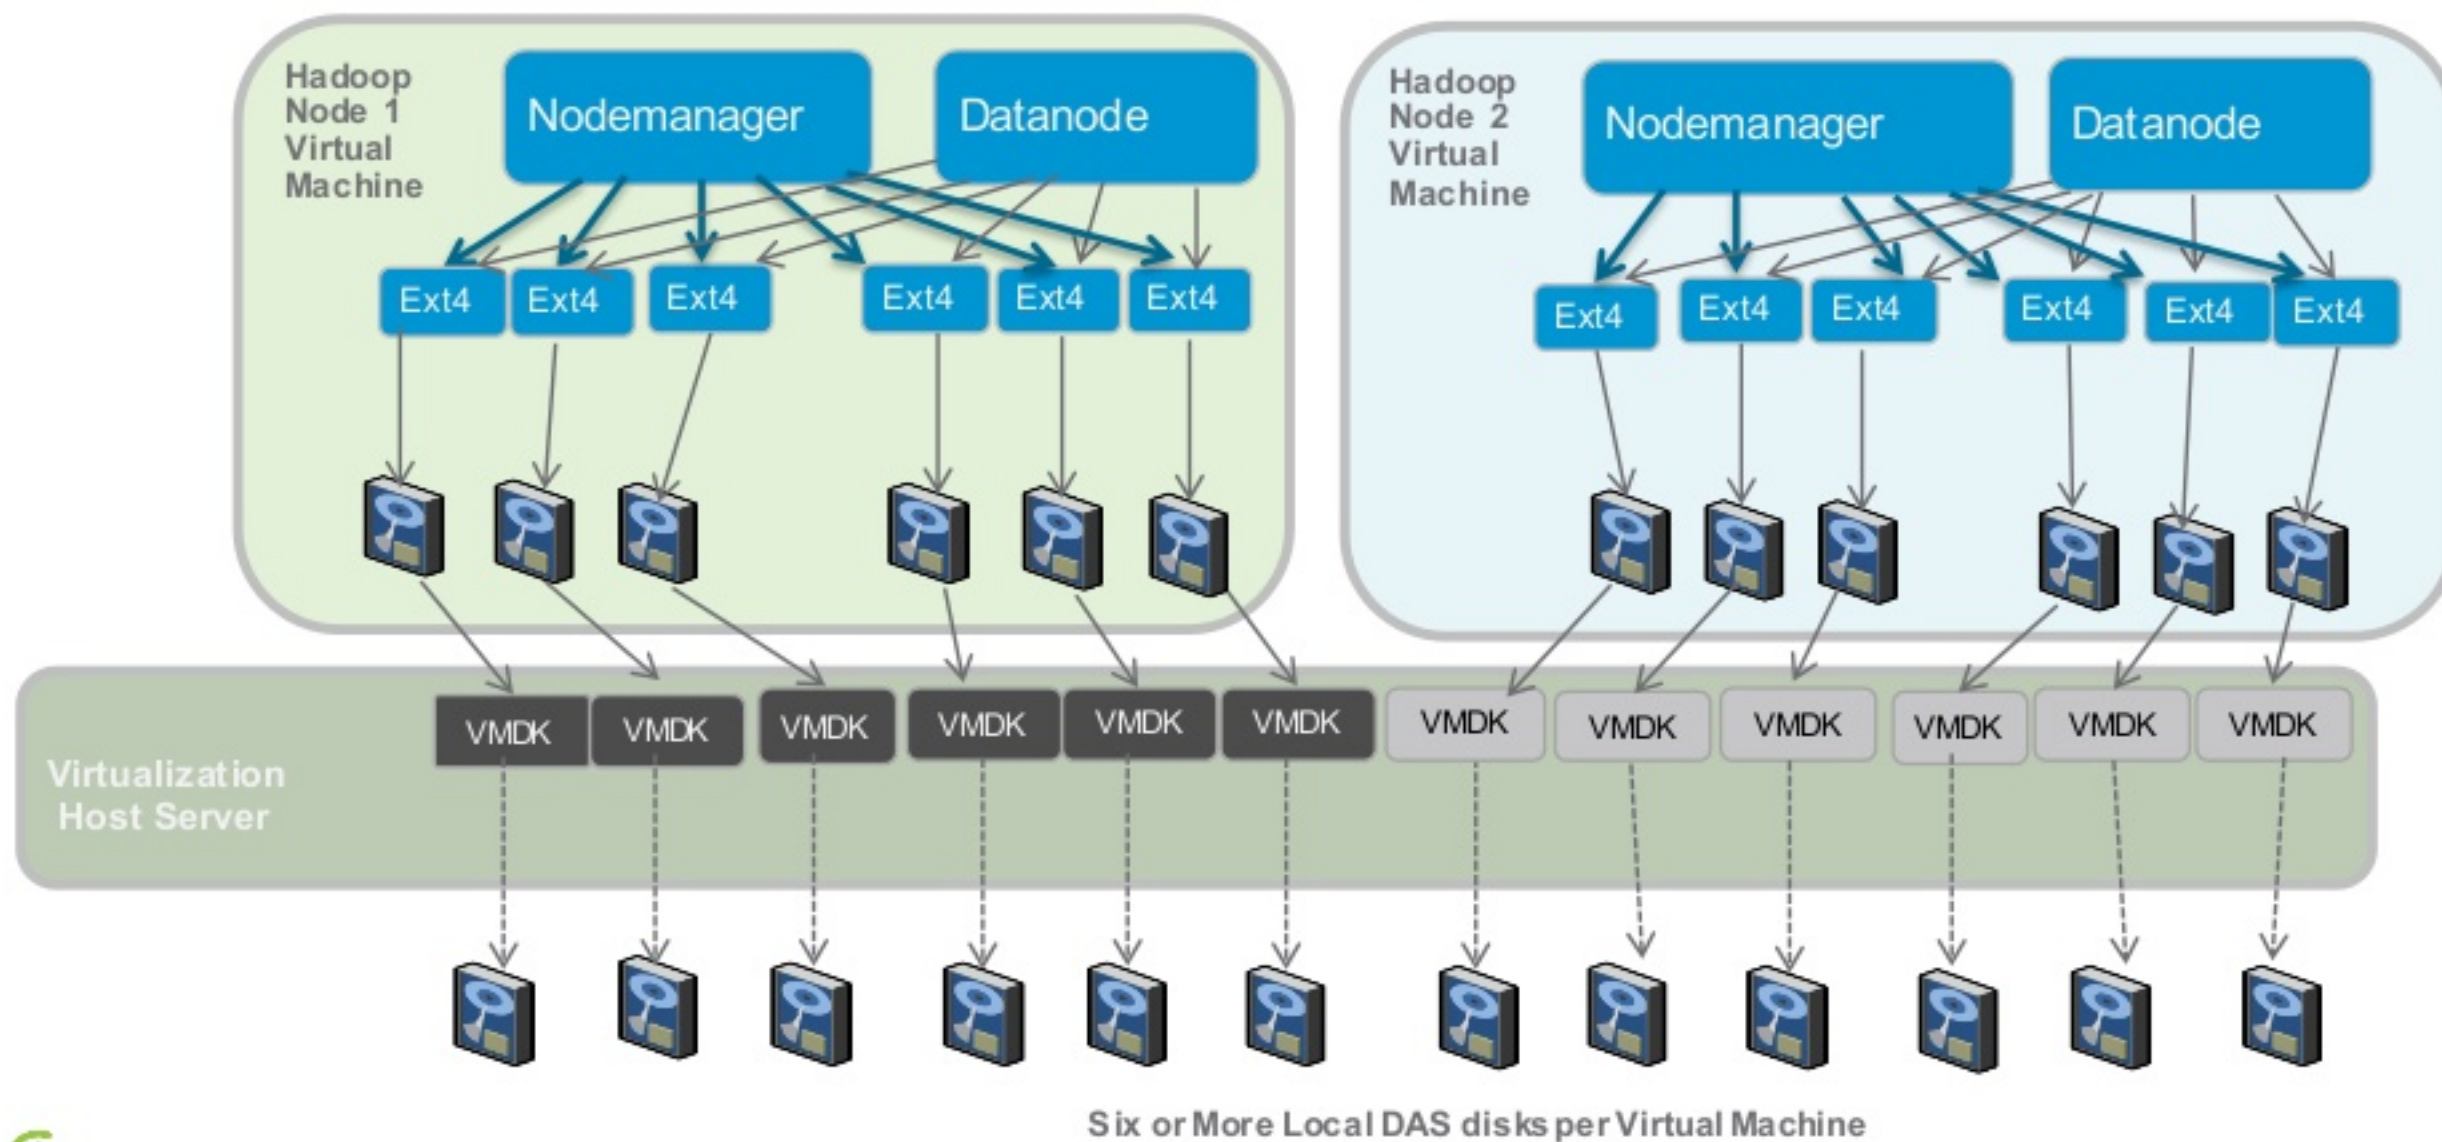 Hadoop
Node 1
Virtual
Machine
Nodemanager
Datanode
Ext4
Ext4
Ext4
Ext4
Ext4
Ext4
Hadoop
Node 2
Virtual
Machine
Nodemanager
Datanode
Ext4
Ext4
Ext4
Ext4
Ext4
Ext4
Virtualization
Host Server
VMDK
VMDK
VMDK
VMDK
VMDK
VMDK
VMDK
VMDK
VMDK
VMDK
VMDK
VMDK
Six or More Local DAS disks per Virtual Machine